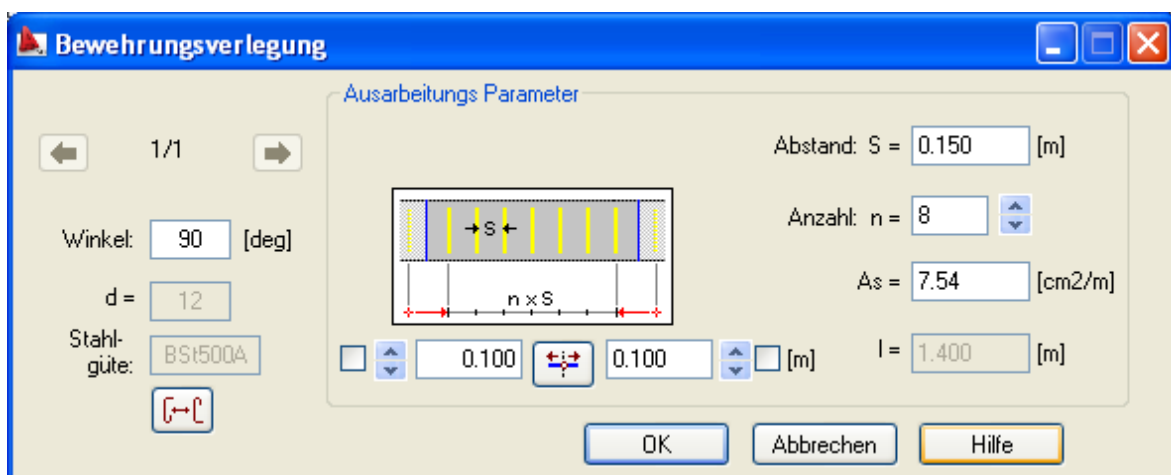 Bewehrungsverlegung
Ausarbeitungs Parameter
1/1
Abstand: S = 0.150 [m]
Winkel: 90 [deg]
Anzahl: n = 8
S
d = 12
As = 7.54 [cm2/m]
n x S
Stahl-
güte: BSt500A
0.100 0.100 [m]
l = 1.400 [m]
OK Abbrechen Hilfe